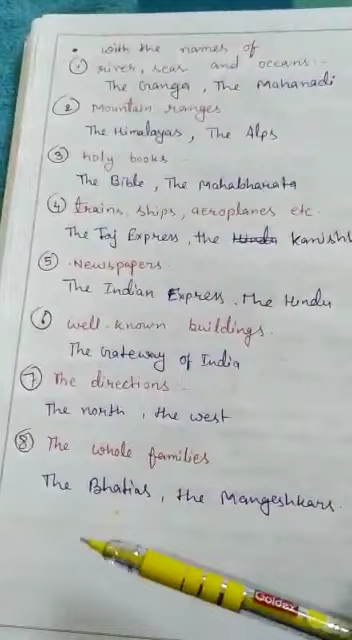 • with the names of
① river, seas and oceans:-
The Ganga, The Mahanadi
② Mountain ranges
The Himalayas, The Alps
③ holy books
The Bible, The Mahabharata
④ trains, ships, aeroplanes etc.
The Taj Express, the Kanishk
⑤ Newspapers.
The Indian Express, The Hindu
⑥ well-known buildings.
The Gateway of India
⑦ The directions -
The north, the west
⑧ The whole families
The Bhatias, the Mangeshkars.
Goldex